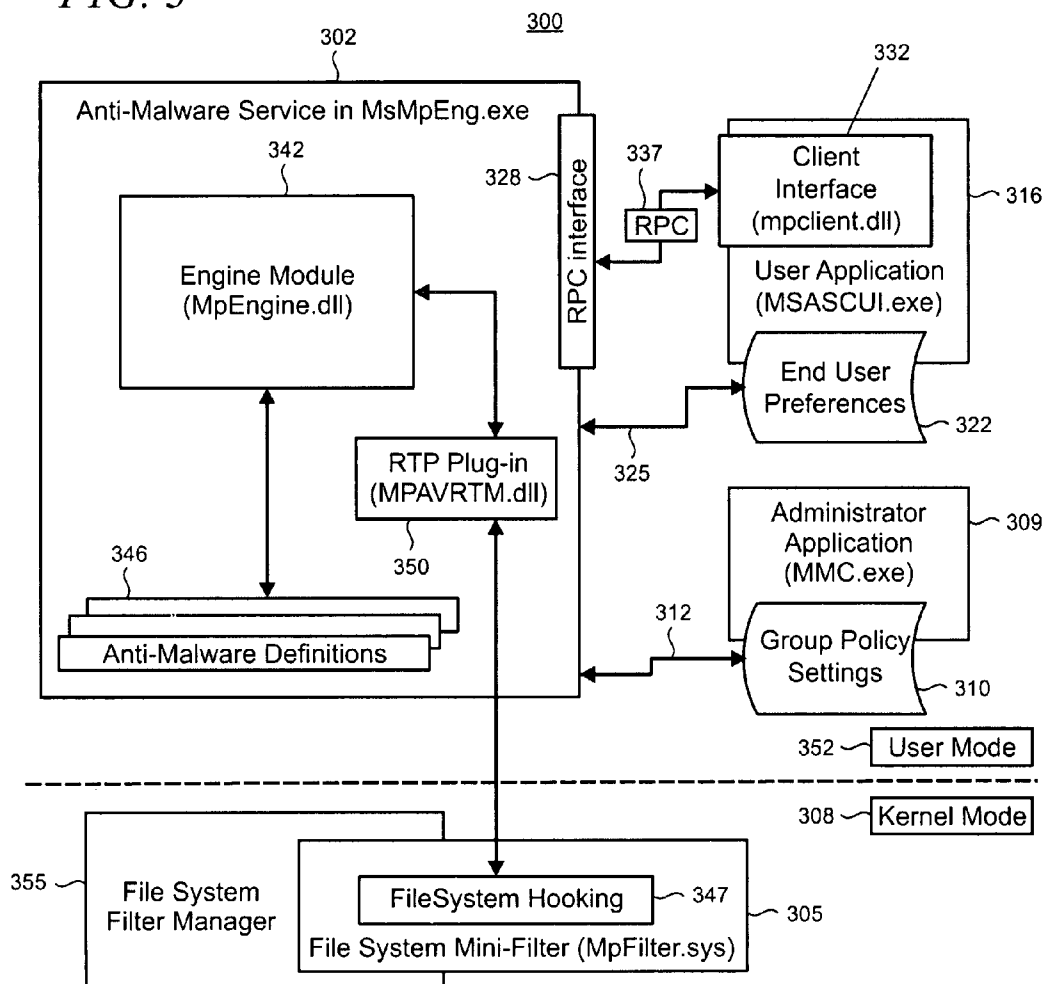 FIG. 3
300
302
332
Anti-Malware Service in MsMpEng.exe
342
328
RPC interface
337
RPC
Client
Interface
(mpclient.dll)
316
User Application
(MSASCUI.exe)
Engine Module
(MpEngine.dll)
End User
Preferences
322
325
RTP Plug-in
(MPAVRTM.dll)
350
346
Anti-Malware Definitions
Administrator
Application
(MMC.exe)
309
312
Group Policy
Settings
310
352
User Mode
308
Kernel Mode
355
File System
Filter Manager
FileSystem Hooking
347
305
File System Mini-Filter (MpFilter.sys)